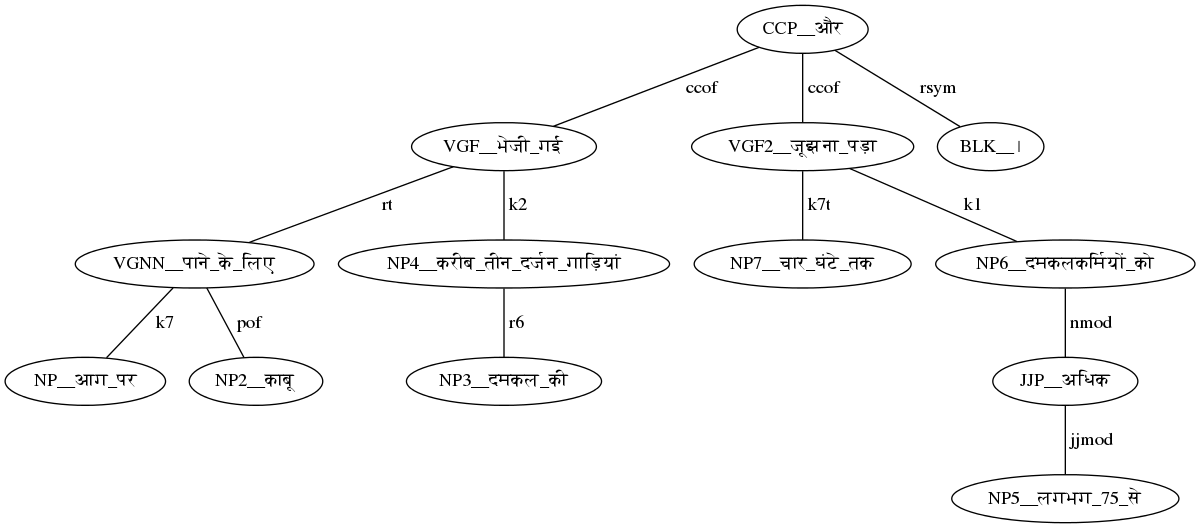 CCP__और
ccof ccof rsym
VGF__भेजी_गई VGF2__जूझना_पड़ा BLK__।
rt k2 k7t k1
VGNN__पाने_के_लिए NP4__करीब_तीन_दर्जन_गाड़ियां NP7__चार_घंटे_तक NP6__दमकलकर्मियों_को
k7 pof r6 nmod
NP__आग_पर NP2__काबू NP3__दमकल_की JJP__अधिक
jjmod
NP5__लगभग_75_से